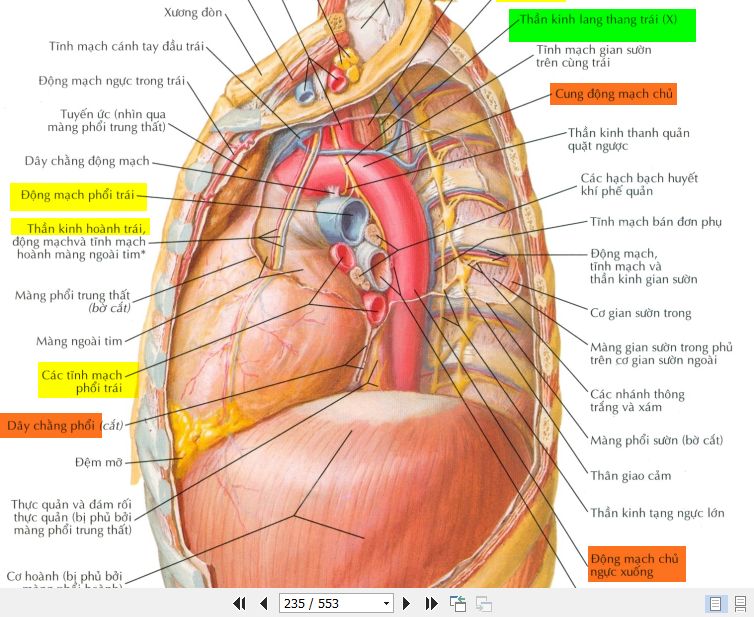 Xương đòn
Tĩnh mạch cánh tay đầu trái
Động mạch ngực trong trái
Tuyến ức (nhìn qua
màng phổi trung thất)
Dây chằng động mạch
Động mạch phổi trái
Thần kinh hoành trái,
động mạchvà tĩnh mạch
hoành màng ngoài tim*
Màng phổi trung thất
(bờ cắt)
Màng ngoài tim
Các tĩnh mạch
phổi trái
Dây chằng phổi (cắt)
Đệm mỡ
Thực quản và đám rối
thực quản (bị phủ bởi
màng phổi trung thất)
Cơ hoành (bị phủ bởi
màng phổi hoành)
Thần kinh lang thang trái (X)
Tĩnh mạch gian sườn
trên cùng trái
Cung động mạch chủ
Thần kinh thanh quản
quặt ngược
Các hạch bạch huyết
khí phế quản
Tĩnh mạch bán đơn phụ
Động mạch,
tĩnh mạch và
thần kinh gian sườn
Cơ gian sườn trong
Màng gian sườn trong phủ
trên cơ gian sườn ngoài
Các nhánh thông
trắng và xám
Màng phổi sườn (bờ cắt)
Thân giao cảm
Thần kinh tạng ngực lớn
Động mạch chủ
ngực xuống
235 / 553